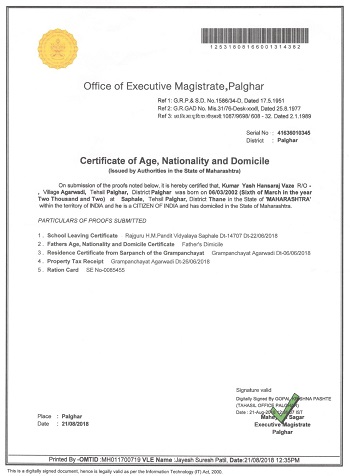 12531608166001314382
Office of Executive Magistrate,Palghar
Ref 1: G.R.P.& S.D. No.1586/34-D. Dated 17.5.1951
Ref 2: G.R.GAD No. Mis.31/76-Desk-xxxll, Dated 25.8.1977
Ref 3: 1087/9698/ 608 - 32. Dated 2.1.1989
Serial No : 41636010345
District : Palghar
Certificate of Age, Nationality and Domicile
(Issued by Authorities in the State of Maharashtra)
On submission of the proofs noted below, it is hereby certified that, Kumar Yash Hansaraj Vaze R/O -
, Village Agarwadi, Tehsil Palghar, District Palghar was born on 06/03/2002 (Sixth of March in the year
Two Thousand and Two) at Saphale, Tehsil Palghar, District Thane in the State of 'MAHARASHTRA'
within the territory of INDIA and he is a CITIZEN OF INDIA and has domiciled in the State of Maharashtra.
PARTICULARS OF PROOFS SUBMITTED
1 : School Leaving Certificate Rajguru H.M.Pandit Vidyalaya Saphale Dt-14707 Dt-22/06/2018
2 : Fathers Age, Nationality and Domicile Certificate Father's Dimicile
3 : Residence Certificate from Sarpanch of the Grampanchayat Grampanchayat Agarwadi Dt-06/06/2018
4 : Property Tax Receipt Grampanchayat Agarwadi Dt-26/06/2018
5 : Ration Card SE No-0085455
Signature valid
Digitally Signed By GOPAL KRISHNA PASHTE
(TAHASIL OFFICE PALGHAR)
Date : 21-Aug-2018 IST
Sagar
Executive Magistrate
Palghar
Place : Palghar
Date : 21/08/2018
Printed By -OMTID :MH011700719 VLE Name :Jayesh Suresh Patil, Date:21/08/2018 12:35PM
This is a digitally signed document, hence is legally valid as per the Information Technology (IT) Act, 2000.